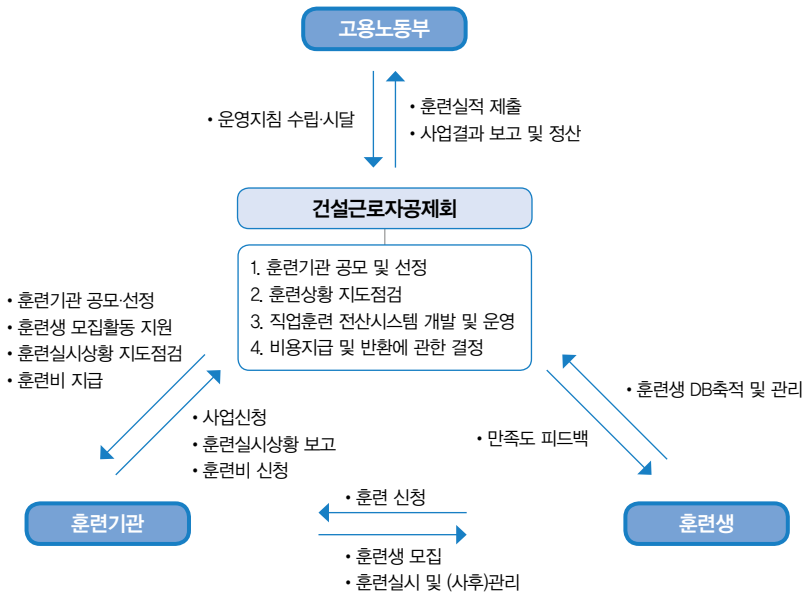 고용노동부
• 운영지침 수립·시달
• 훈련실적 제출
• 사업결과 보고 및 정산
건설근로자공제회
1. 훈련기관 공모 및 선정
2. 훈련상황 지도점검
3. 직업훈련 전산시스템 개발 및 운영
4. 비용지급 및 반환에 관한 결정
• 훈련기관 공모·선정
• 훈련생 모집활동 지원
• 훈련실시상황 지도점검
• 훈련비 지급
• 사업신청
• 훈련실시상황 보고
• 훈련비 신청
• 만족도 피드백
• 훈련생 DB축적 및 관리
훈련기관
• 훈련 신청
• 훈련생 모집
• 훈련실시 및 (사후)관리
훈련생